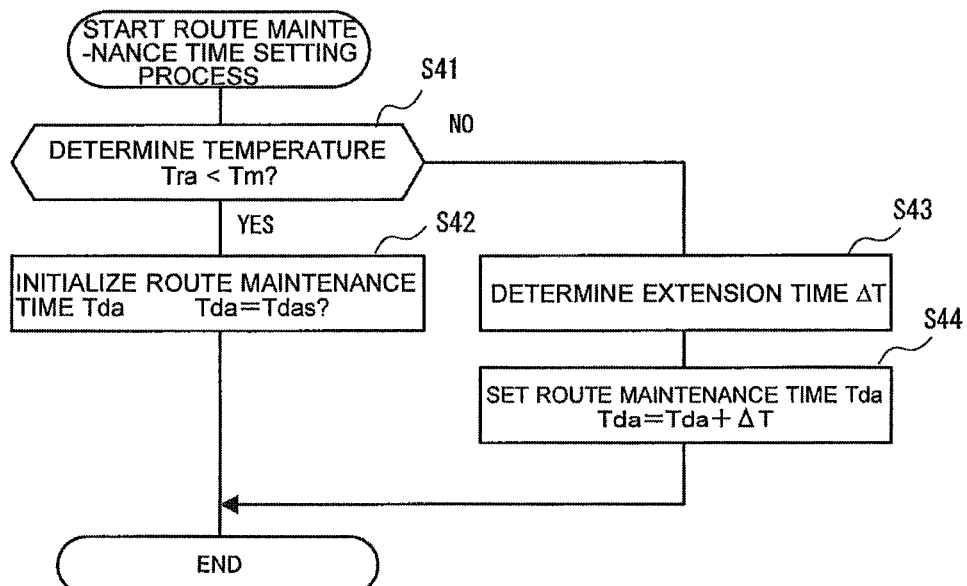 START ROUTE MAINTE
-NANCE TIME SETTING
PROCESS
S41
NO
DETERMINE TEMPERATURE
Tra < Tm?
YES
S42
INITIALIZE ROUTE MAINTENANCE
TIME Tda Tda=Tdas?
S43
DETERMINE EXTENSION TIME ΔT
S44
SET ROUTE MAINTENANCE TIME Tda
Tda=Tda+ΔT
END